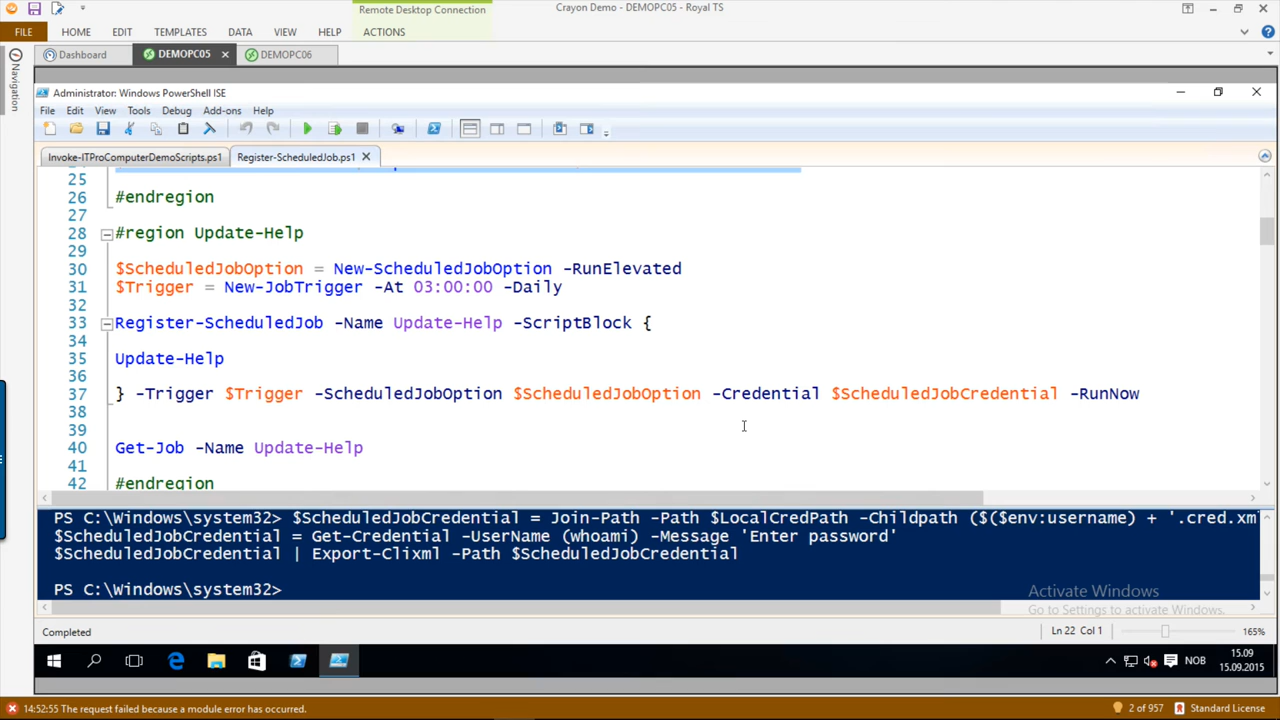 Remote Desktop Connection
Crayon Demo - DEMOPC05 - Royal TS
FILE HOME EDIT TEMPLATES DATA VIEW HELP ACTIONS
Dashboard DEMOPC05 DEMOPC06
Navigation
Administrator: Windows PowerShell ISE
File Edit View Tools Debug Add-ons Help
Invoke-ITProComputerDemoScripts.ps1 Register-ScheduledJob.ps1
25
26 #endregion
27
28 #region Update-Help
29
30 $ScheduledJobOption = New-ScheduledJobOption -RunElevated
31 $Trigger = New-JobTrigger -At 03:00:00 -Daily
32
33 Register-ScheduledJob -Name Update-Help -ScriptBlock {
34
35 Update-Help
36
37 } -Trigger $Trigger -ScheduledJobOption $ScheduledJobOption -Credential $ScheduledJobCredential -RunNow
38
39
40 Get-Job -Name Update-Help
41
42 #endregion
PS C:\Windows\system32> $ScheduledJobCredential = Join-Path -Path $LocalCredPath -Childpath ($($env:username) + '.cred.xml
$ScheduledJobCredential = Get-Credential -UserName (whoami) -Message 'Enter password'
$ScheduledJobCredential | Export-Clixml -Path $ScheduledJobCredential
PS C:\Windows\system32>
Activate Windows
Go to Settings to activate Windows.
Completed
Ln 22 Col 1
165%
NOB
15.09
15.09.2015
14:52:55 The request failed because a module error has occurred.
2 of 957
Standard License